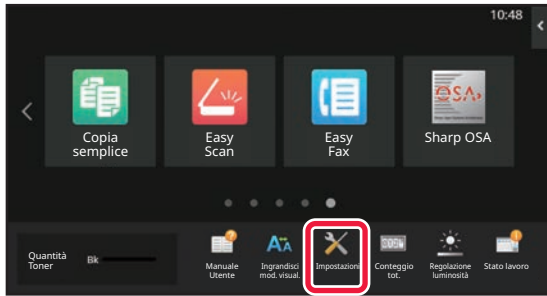 10:48
Copia
semplice
Easy
Scan
Easy
Fax
OSA
Sharp OSA
Quantità
Toner
Bk
Manuale
Utente
Ingrandisci
mod. visual.
Impostazioni
Conteggio
tot.
Regolazione
luminosità
Stato lavoro